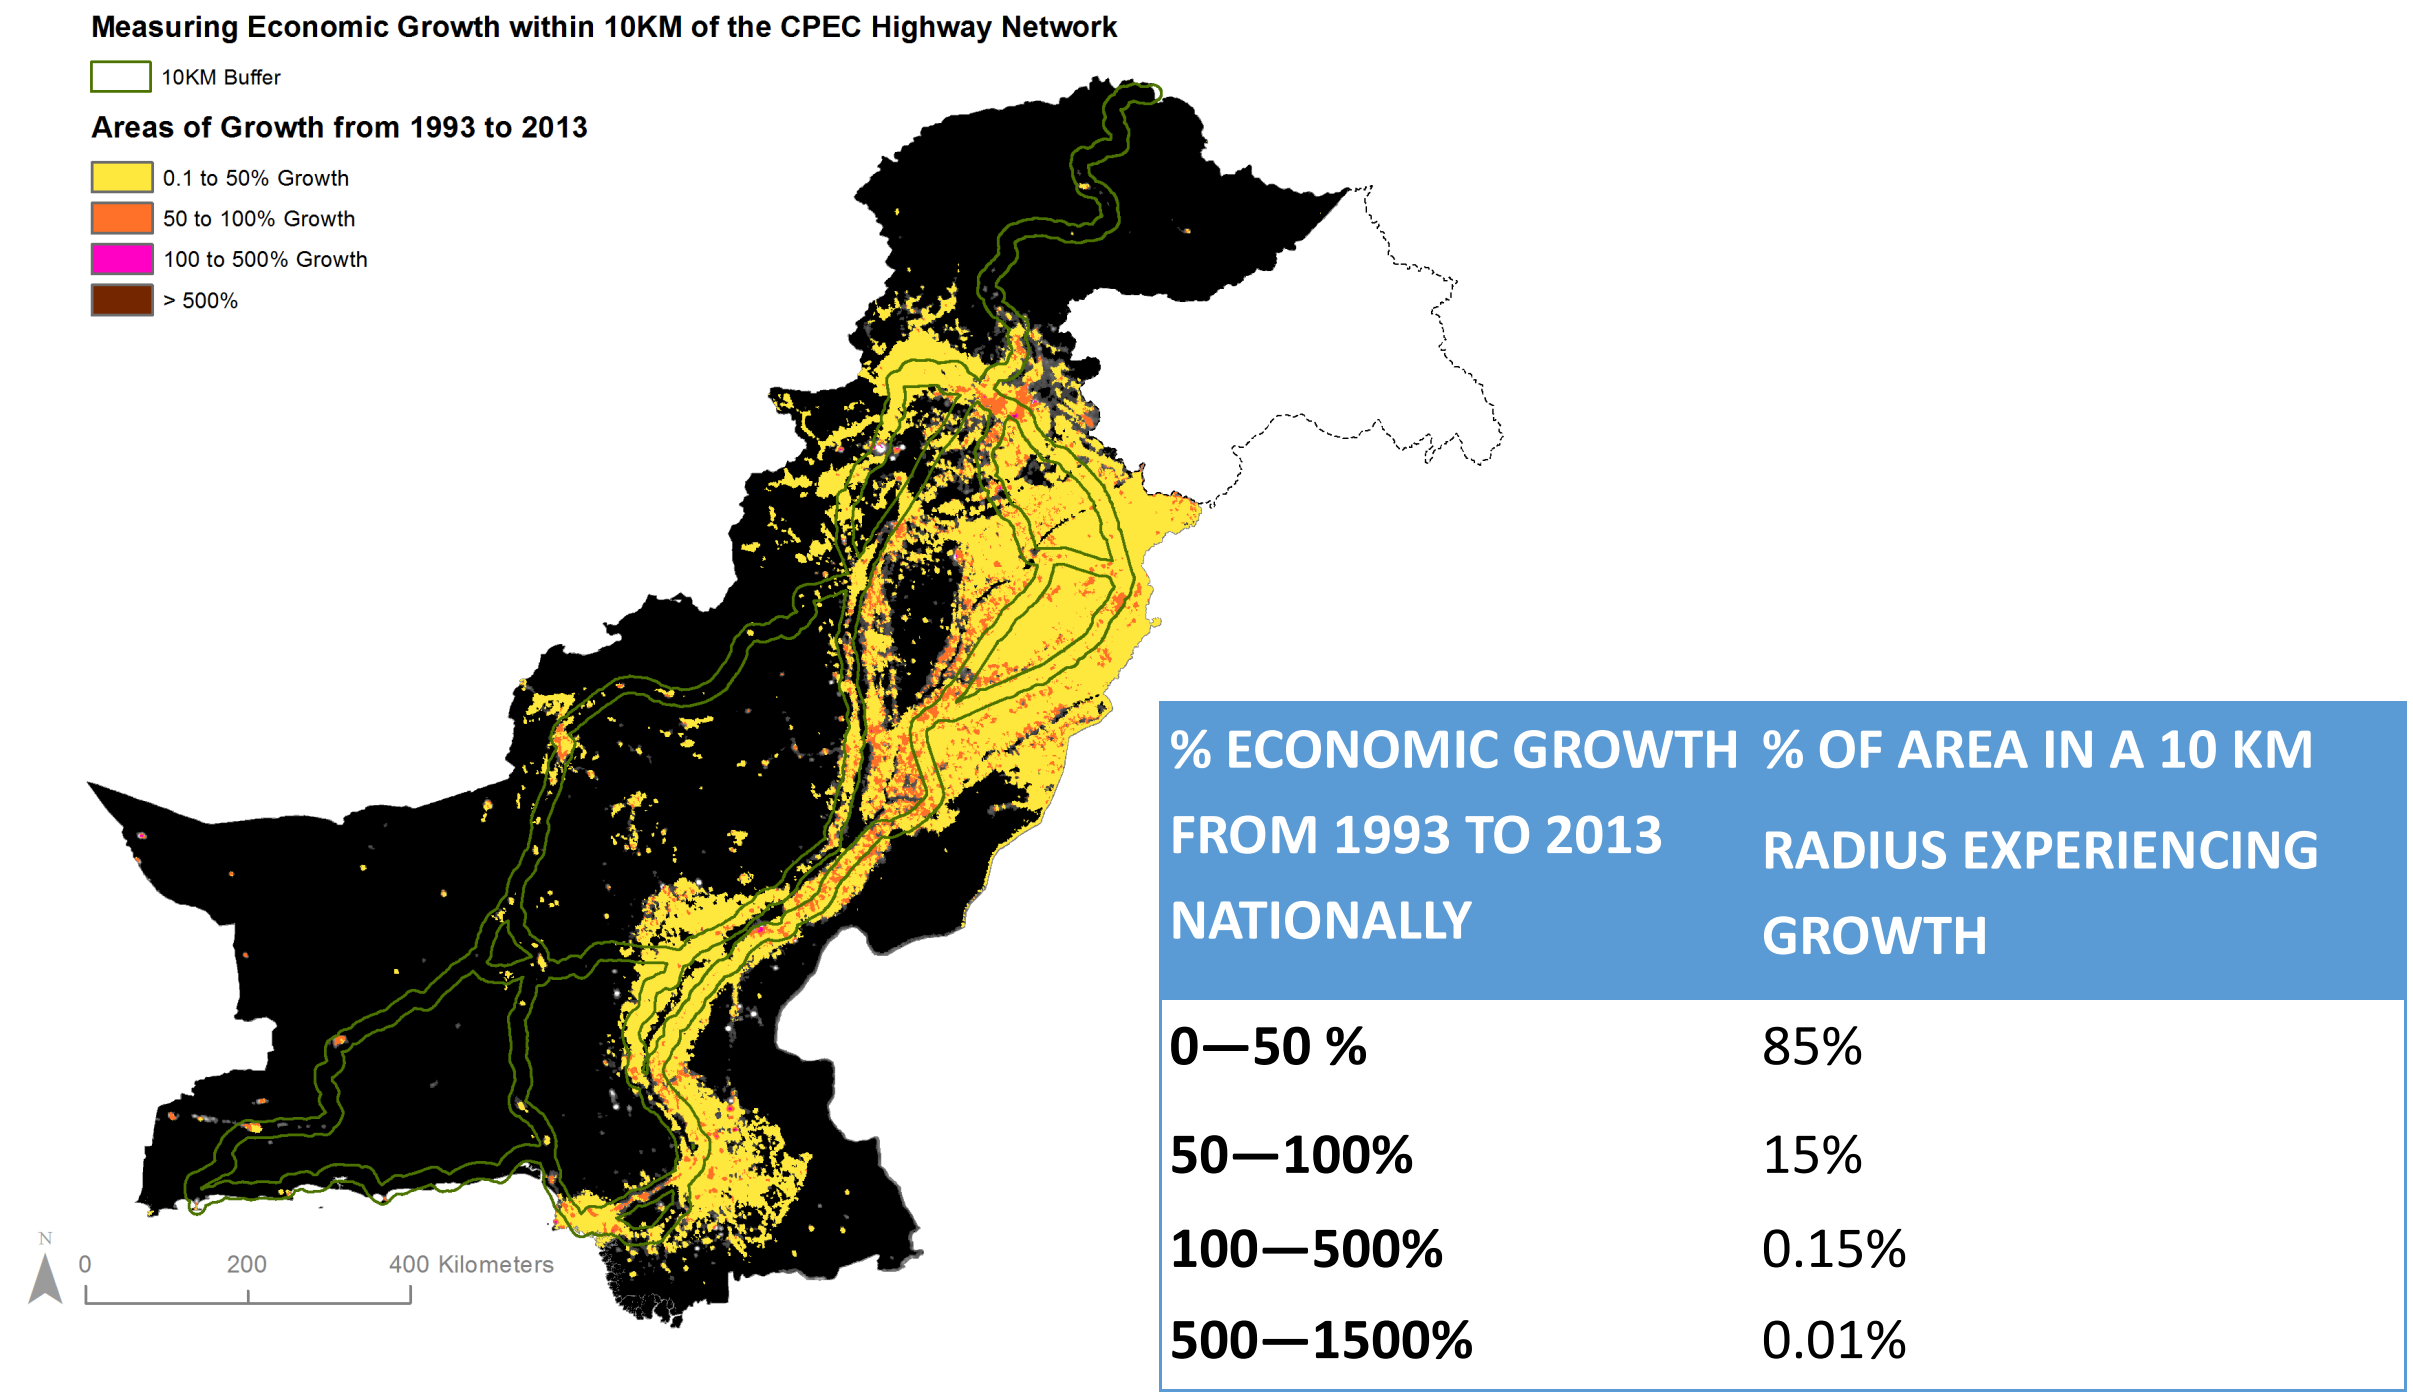 Measuring Economic Growth within 10KM of the CPEC Highway Network
10KM Buffer
Areas of Growth from 1993 to 2013
0.1 to 50% Growth
50 to 100% Growth
100 to 500% Growth
> 500%
% ECONOMIC GROWTH
FROM 1993 TO 2013
NATIONALLY
% OF AREA IN A 10 KM
RADIUS EXPERIENCING
GROWTH
0—50 % 85%
50—100% 15%
100—500% 0.15%
500—1500% 0.01%
N
0 200 400 Kilometers